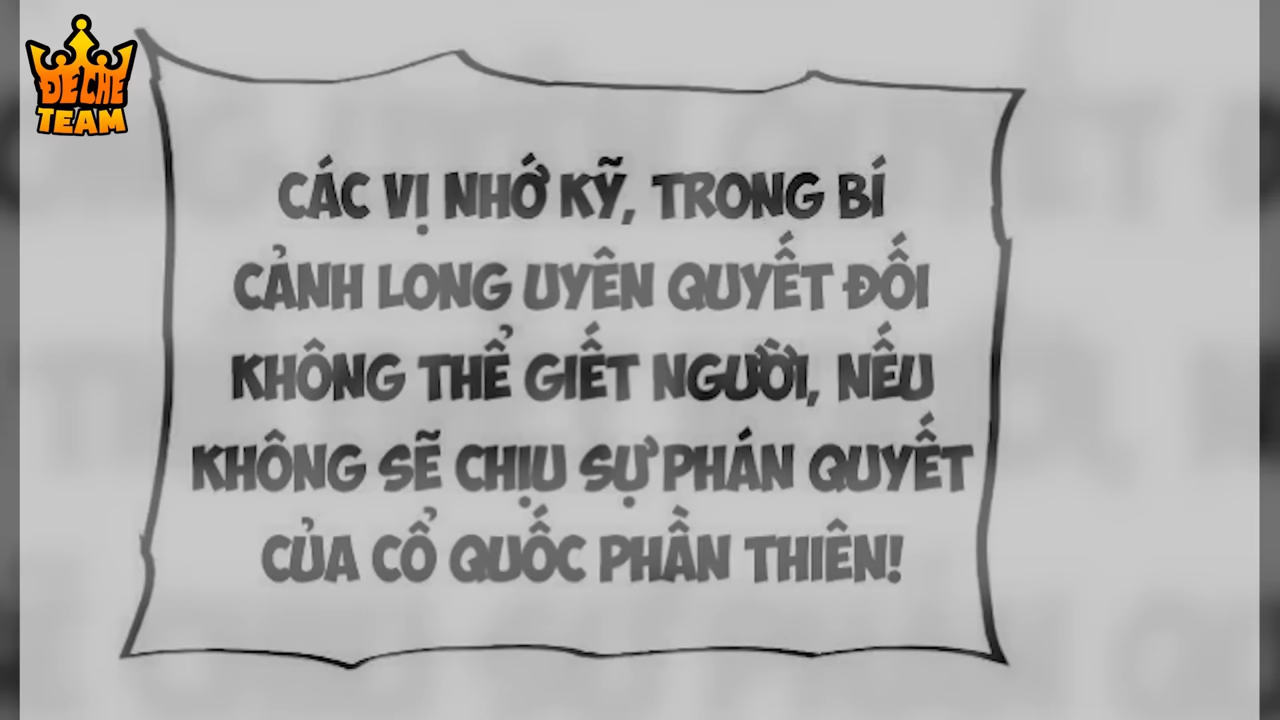 ĐẾ CHẾ
TEAM
CÁC VỊ NHỚ KỸ, TRONG BÍ
CẢNH LONG UYÊN QUYẾT ĐỐI
KHÔNG THỂ GIẾT NGƯỜI, NẾU
KHÔNG SẼ CHỊU SỰ PHÁN QUYẾT
CỦA CỔ QUỐC PHẦN THIÊN!